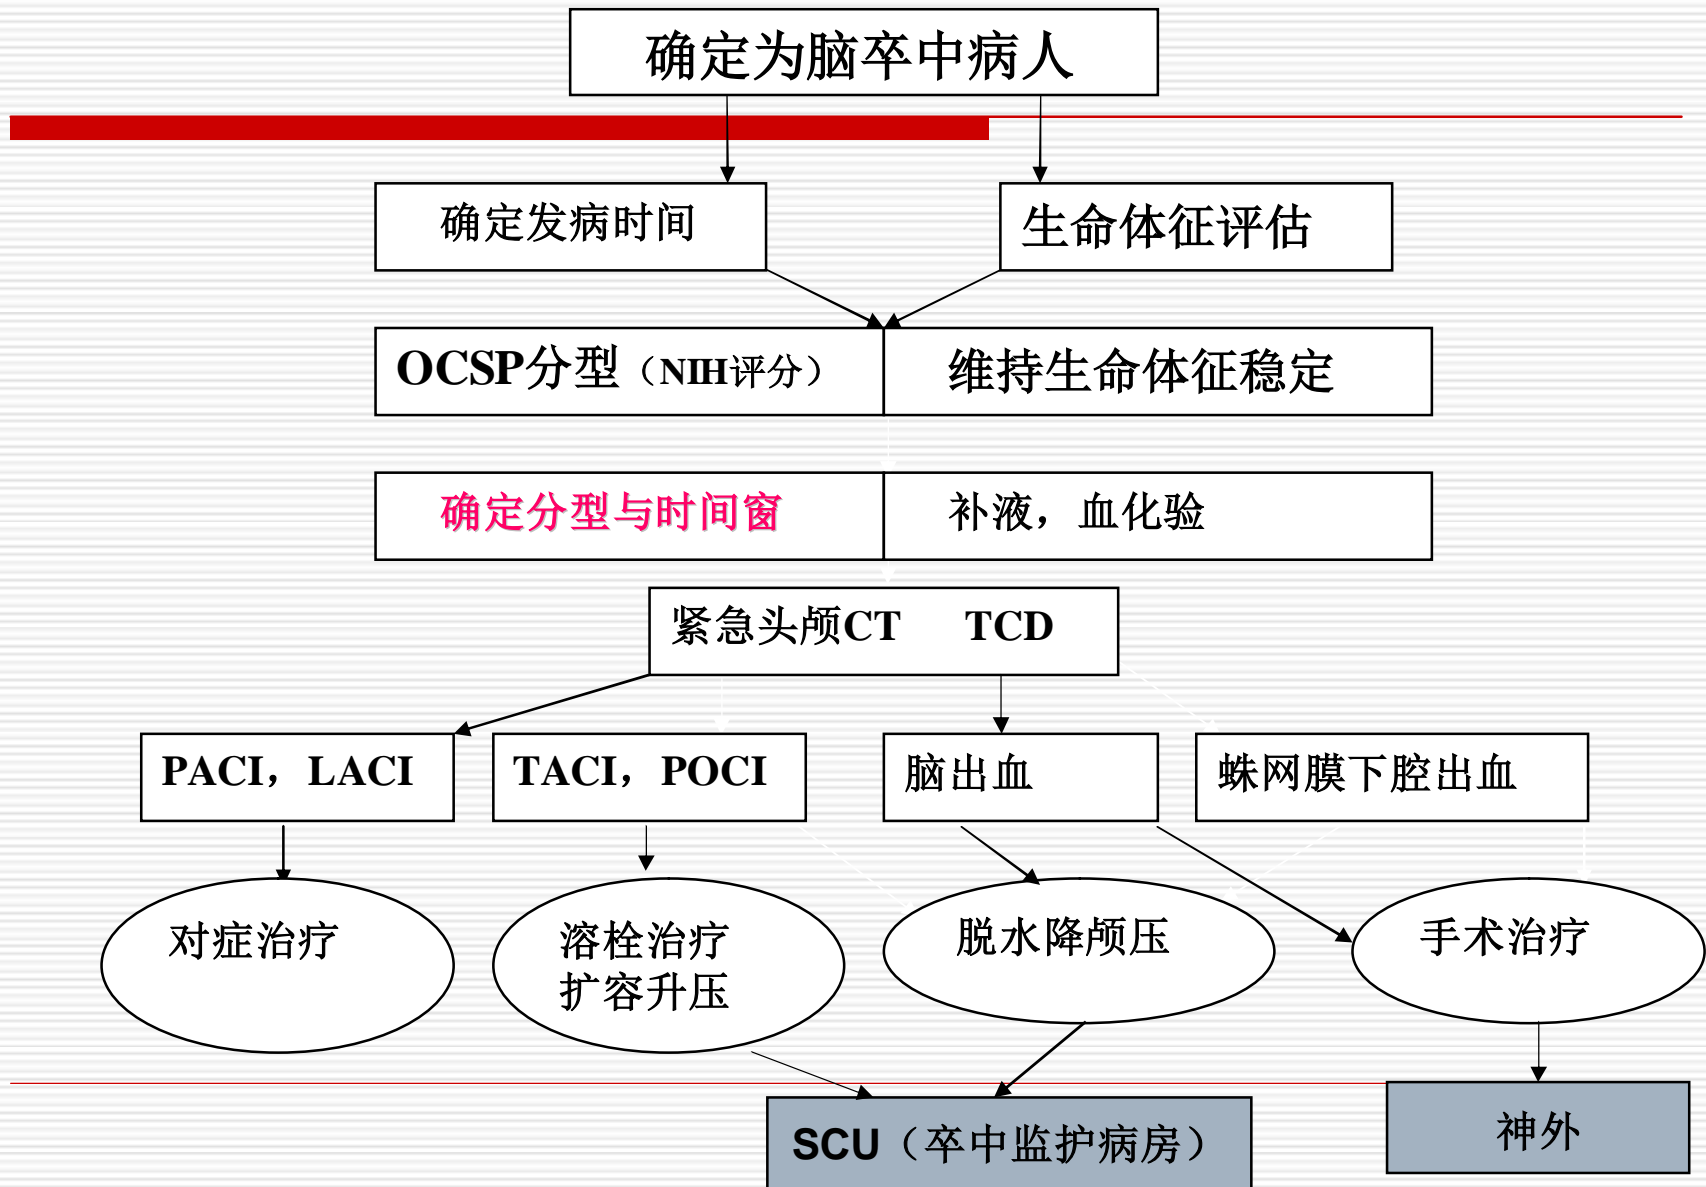 确定为脑卒中病人
确定发病时间
生命体征评估
OCSP分型（NIH评分）
维持生命体征稳定
确定分型与时间窗
补液，血化验
紧急头颅CT TCD
PACI，LACI
TACI，POCI
脑出血
蛛网膜下腔出血
对症治疗
溶栓治疗
扩容升压
脱水降颅压
手术治疗
SCU（卒中监护病房）
神外